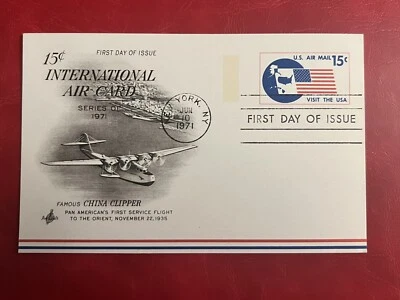 FIRST DAY OF ISSUE
15¢
INTERNATIONAL
AIR CARD
SERIES OF
1971
NEW YORK, NY
JUN
10
1971
U.S. AIR MAIL 15¢
VISIT THE USA
FIRST DAY OF ISSUE
FAMOUS CHINA CLIPPER
PAN AMERICAN'S FIRST SERVICE FLIGHT
TO THE ORIENT, NOVEMBER 22, 1935